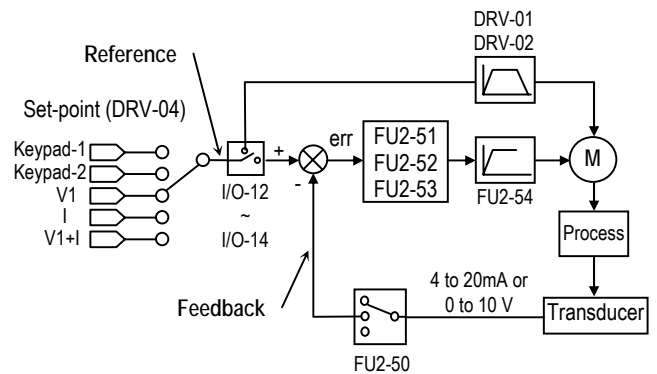 DRV-01
DRV-02
Reference
Set-point (DRV-04)
Keypad-1
Keypad-2
V1
I
V1+I
I/O-12
~
I/O-14
+
-
err
FU2-51
FU2-52
FU2-53
FU2-54
M
Process
4 to 20mA or
0 to 10 V
Transducer
Feedback
FU2-50